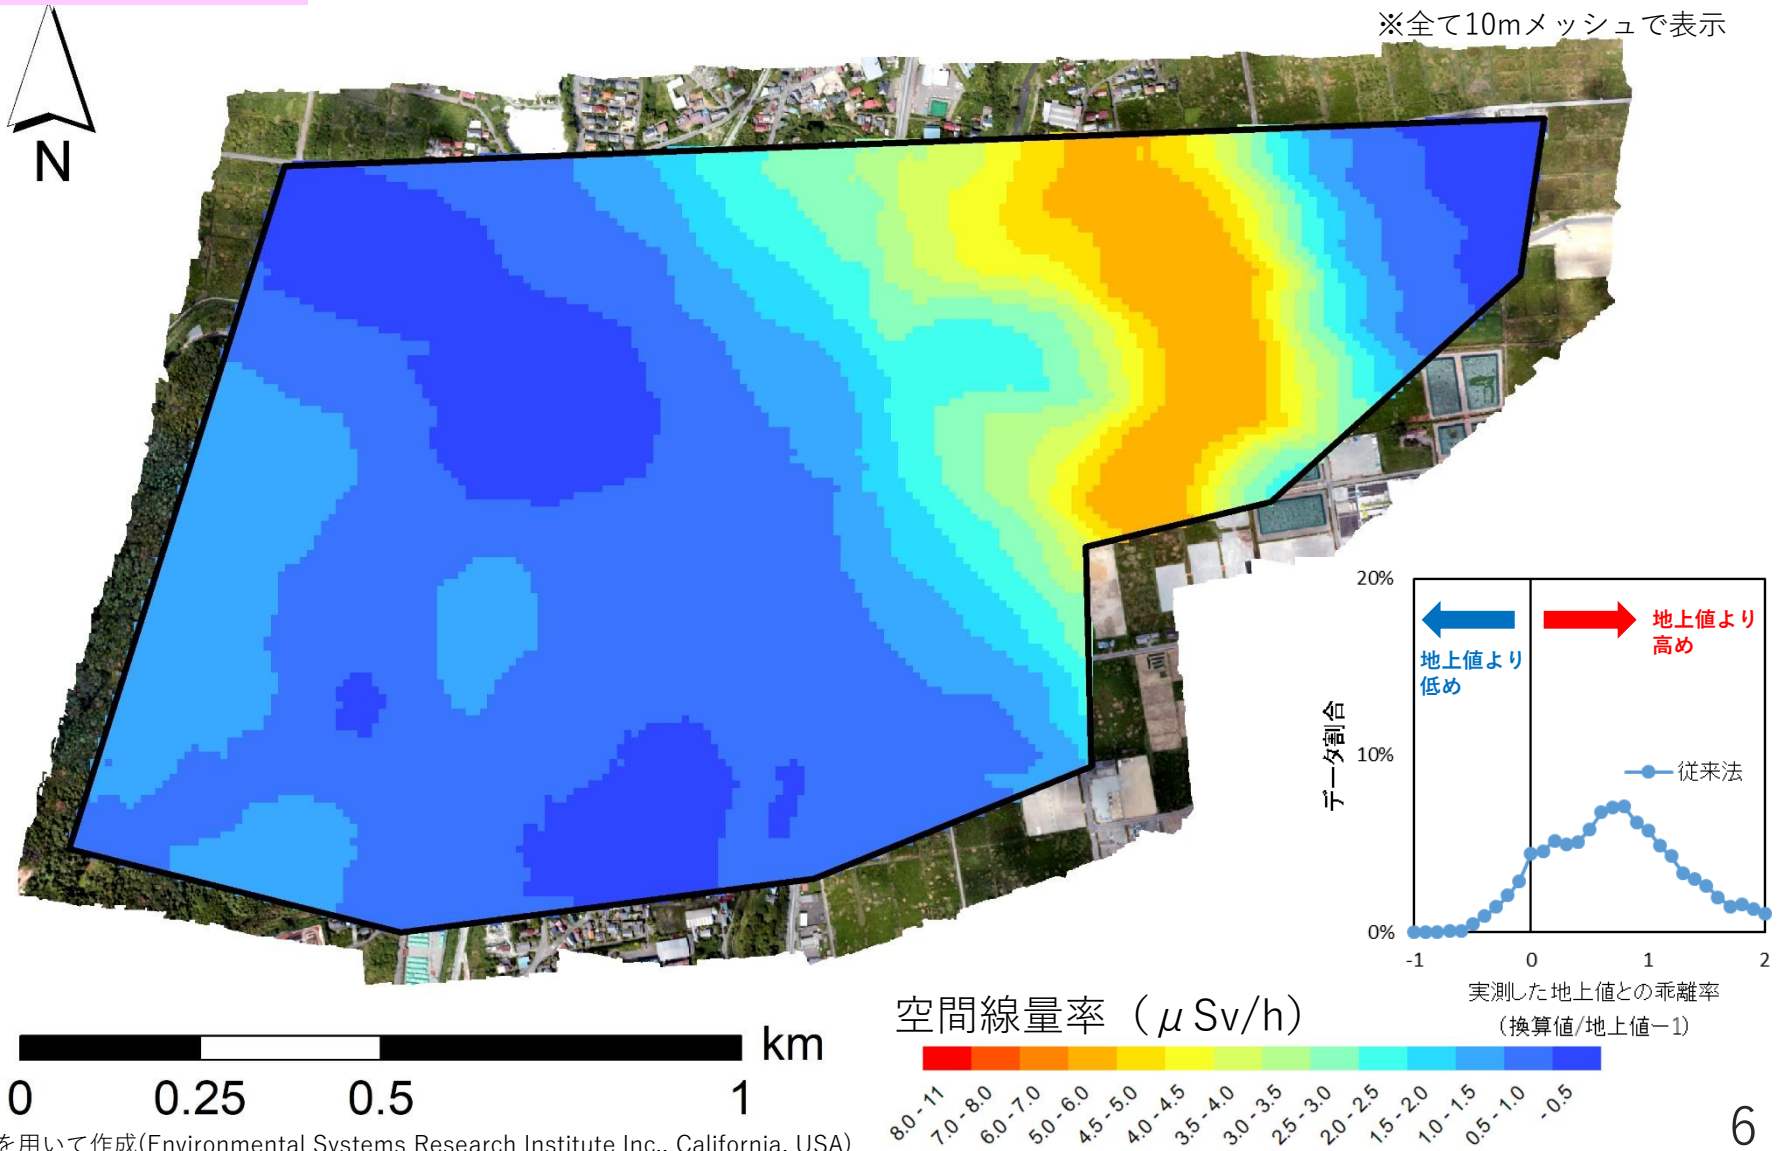 ※全て10mメッシュで表示
N
20%
地上値より
高め
地上値より
低め
データ割合
10%
従来法
0%
-1 0 1 2
実測した地上値との乖離率
(換算値/地上値ー1)
空間線量率（μSv/h）
km
0 0.25 0.5 1
8.0 - 11 7.0 - 8.0 6.0 - 7.0 5.0 - 6.0 4.5 - 5.0 4.0 - 4.5 3.5 - 4.0 3.0 - 3.5 2.5 - 3.0 2.0 - 2.5 1.5 - 2.0 1.0 - 1.5 0.5 - 1.0 - 0.5
を用いて作成(Environmental Systems Research Institute Inc., California, USA)
6